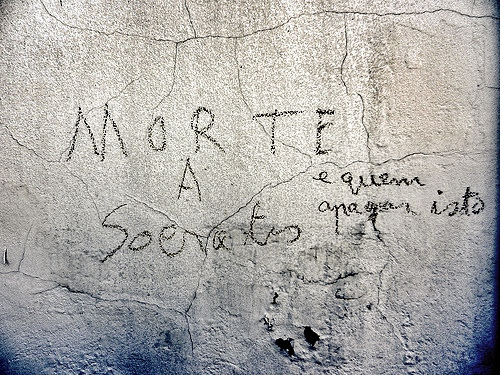 MORTE
A
Socrates
e quem
apagar isto